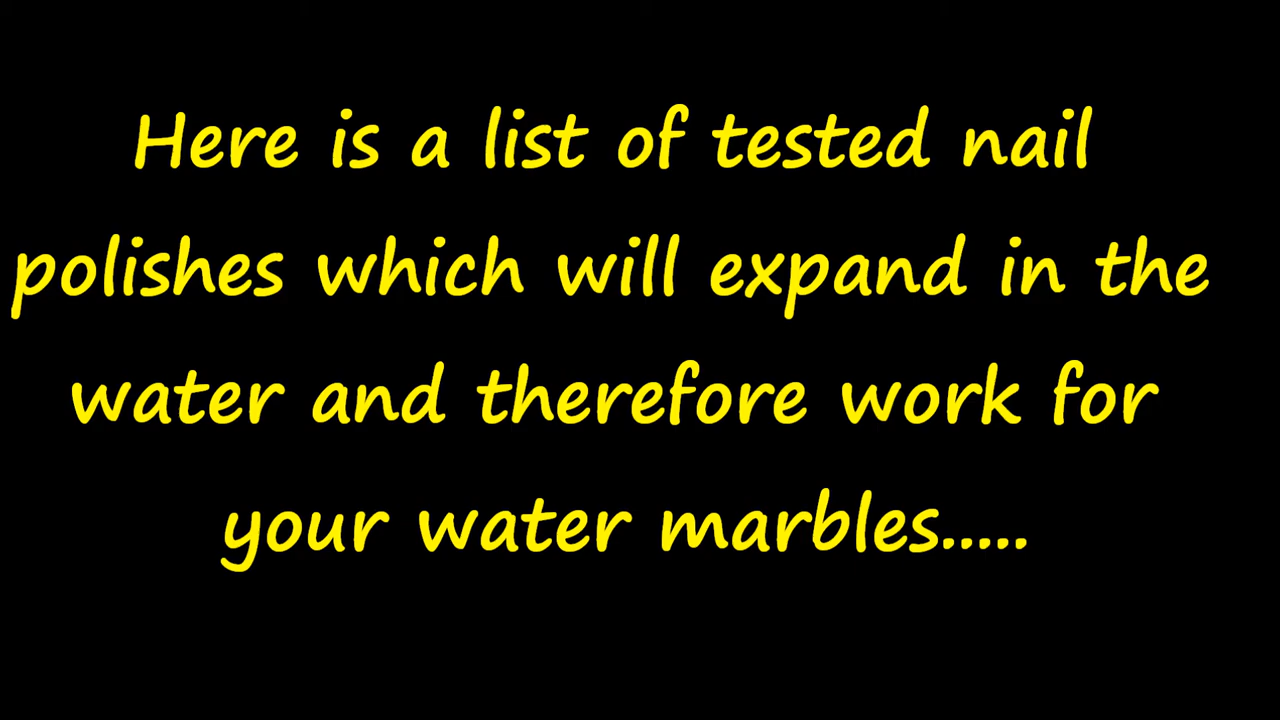 Here is a list of tested nail
polishes which will expand in the
water and therefore work for
your water marbles.....